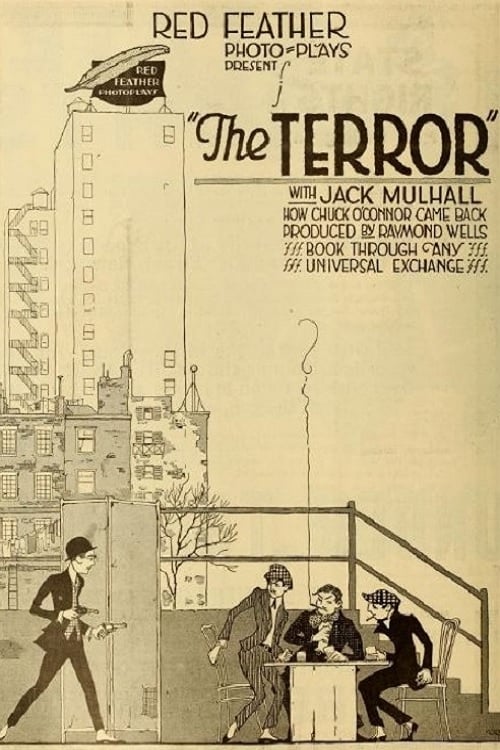 RED FEATHER
PHOTO=PLAYS
PRESENT
RED
FEATHER
PHOTOPLAYS
"The TERROR"
WITH JACK MULHALL
HOW CHUCK O'CONNOR CAME BACK
PRODUCED BY RAYMOND WELLS
BOOK THROUGH ANY
UNIVERSAL EXCHANGE
?